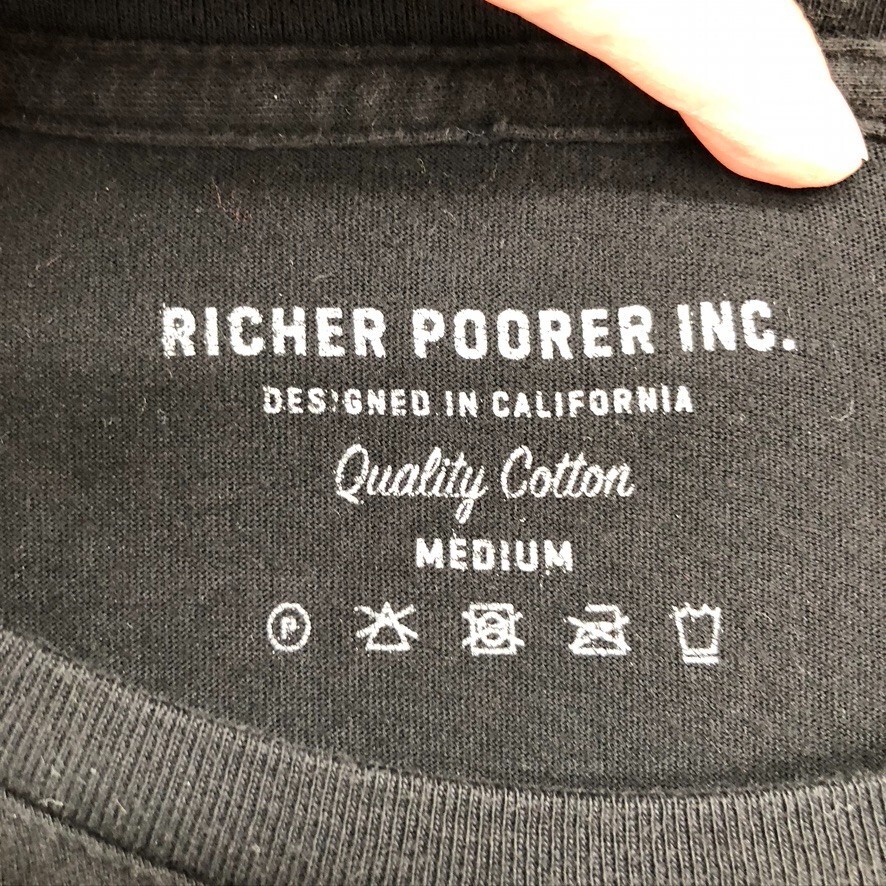 RICHER POORER INC.
DESIGNED IN CALIFORNIA
Quality Cotton
MEDIUM
P